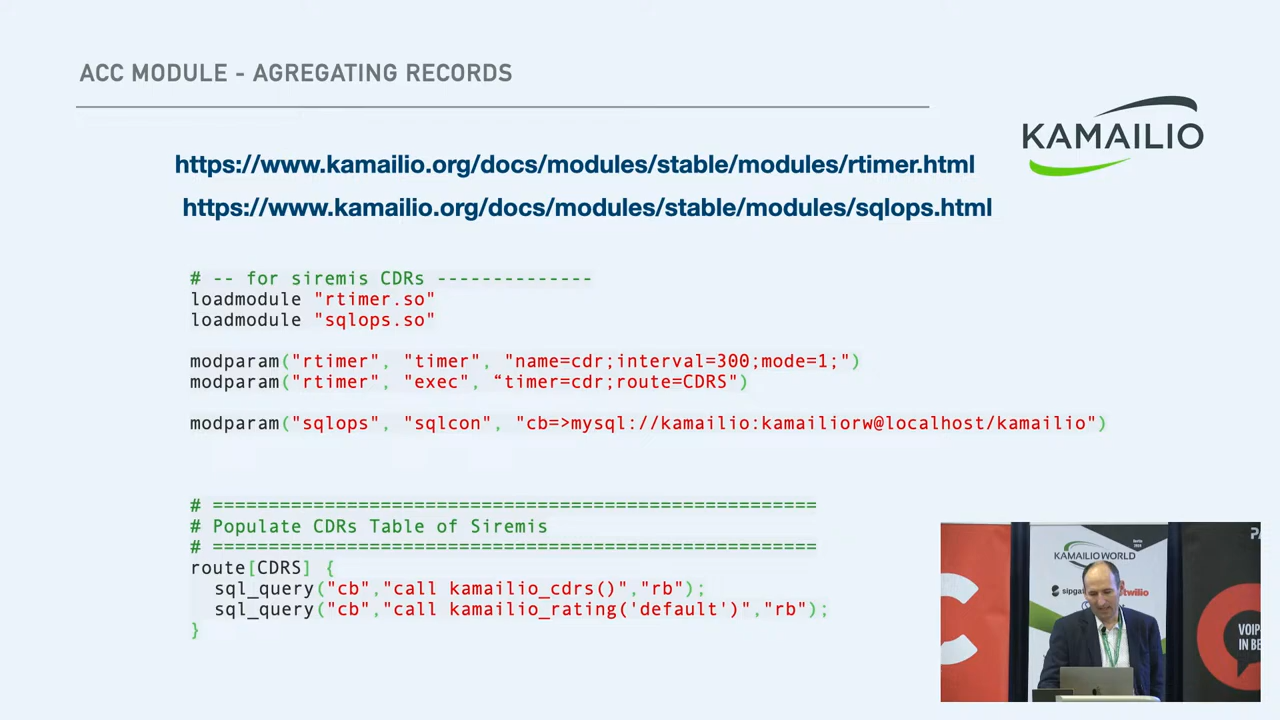 ACC MODULE - AGREGATING RECORDS
KAMAILIO
https://www.kamailio.org/docs/modules/stable/modules/rtimer.html
https://www.kamailio.org/docs/modules/stable/modules/sqlops.html
# -- for siremis CDRs --------------
loadmodule "rtimer.so"
loadmodule "sqlops.so"
modparam("rtimer", "timer", "name=cdr;interval=300;mode=1;")
modparam("rtimer", "exec", “timer=cdr;route=CDRS")
modparam("sqlops", "sqlcon", "cb=>mysql://kamailio:kamailiorw@localhost/kamailio")
# ======================================================
# Populate CDRs Table of Siremis
# ======================================================
route[CDRS] {
sql_query("cb","call kamailio_cdrs()","rb");
sql_query("cb","call kamailio_rating('default')","rb");
}
KAMAILIO WORLD
VOIP
IN BE